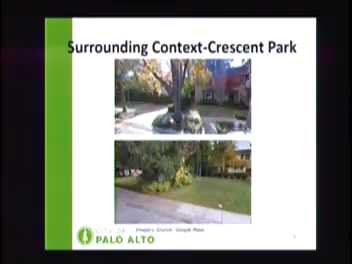 Surrounding Context-Crescent Park
Imagery Source: Google Maps
CITY OF
PALO ALTO